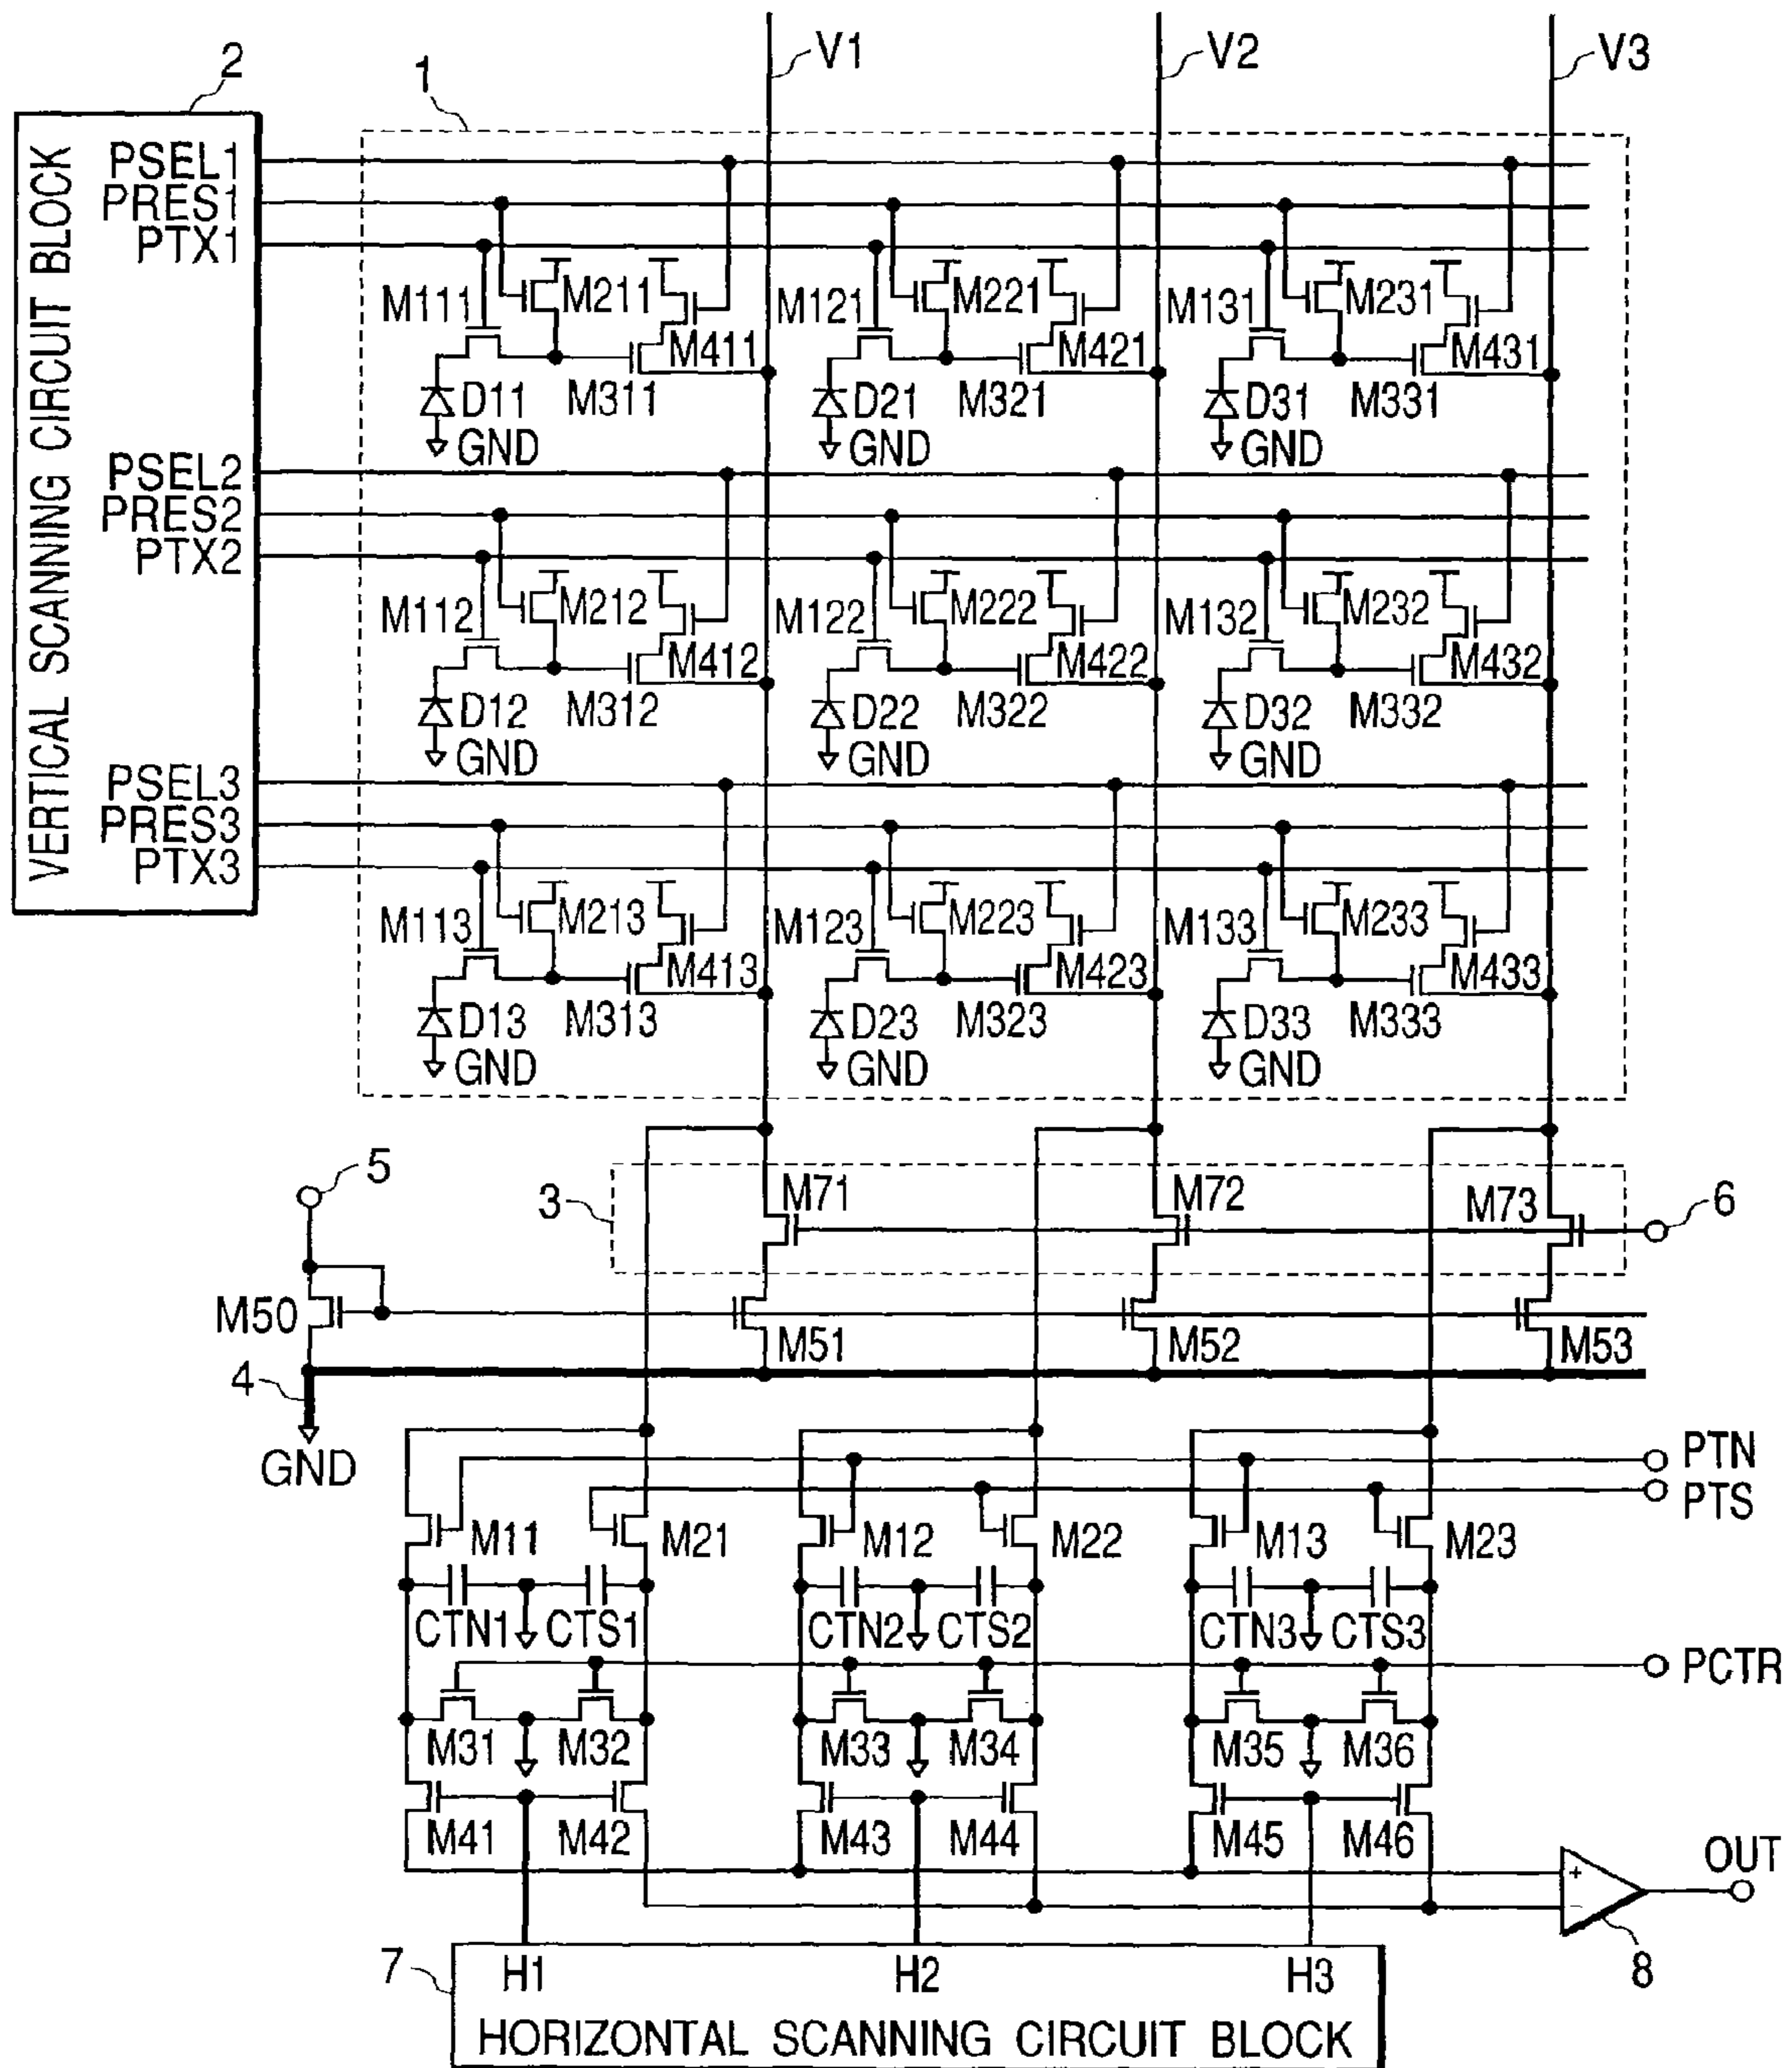 V1 V2 V3
2 1
VERTICAL SCANNING CIRCUIT BLOCK
PSEL1
PRES1
PTX1
M111 M211 M121 M221 M131 M231
M411 M421 M431
D11 M311 D21 M321 D31 M331
GND GND GND
PSEL2
PRES2
PTX2
M112 M212 M122 M222 M132 M232
M412 M422 M432
D12 M312 D22 M322 D32 M332
GND GND GND
PSEL3
PRES3
PTX3
M113 M213 M123 M223 M133 M233
M413 M423 M433
D13 M313 D23 M323 D33 M333
GND GND GND
5 3 M71 M72 M73 6
M50
M51 M52 M53
4
GND
PTN
PTS
M11 M21 M12 M22 M13 M23
CTN1 CTS1 CTN2 CTS2 CTN3 CTS3
PCTR
M31 M32 M33 M34 M35 M36
M41 M42 M43 M44 M45 M46
+
−
OUT
8
7
H1 H2 H3
HORIZONTAL SCANNING CIRCUIT BLOCK